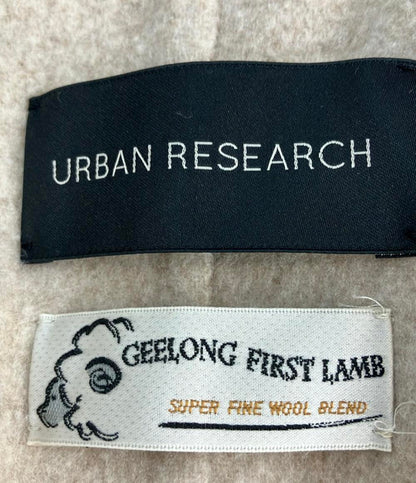 URBAN RESEARCH
GEELONG FIRST LAMB
SUPER FINE WOOL BLEND